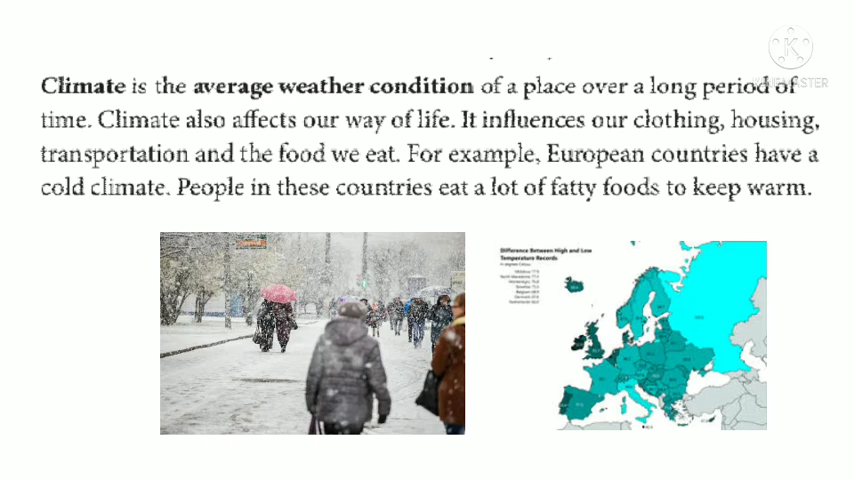 KINEMASTER
Climate is the average weather condition of a place over a long period of
time. Climate also affects our way of life. It influences our clothing, housing,
transportation and the food we eat. For example, European countries have a
cold climate. People in these countries eat a lot of fatty foods to keep warm.
Difference Between High and Low
Temperature Records